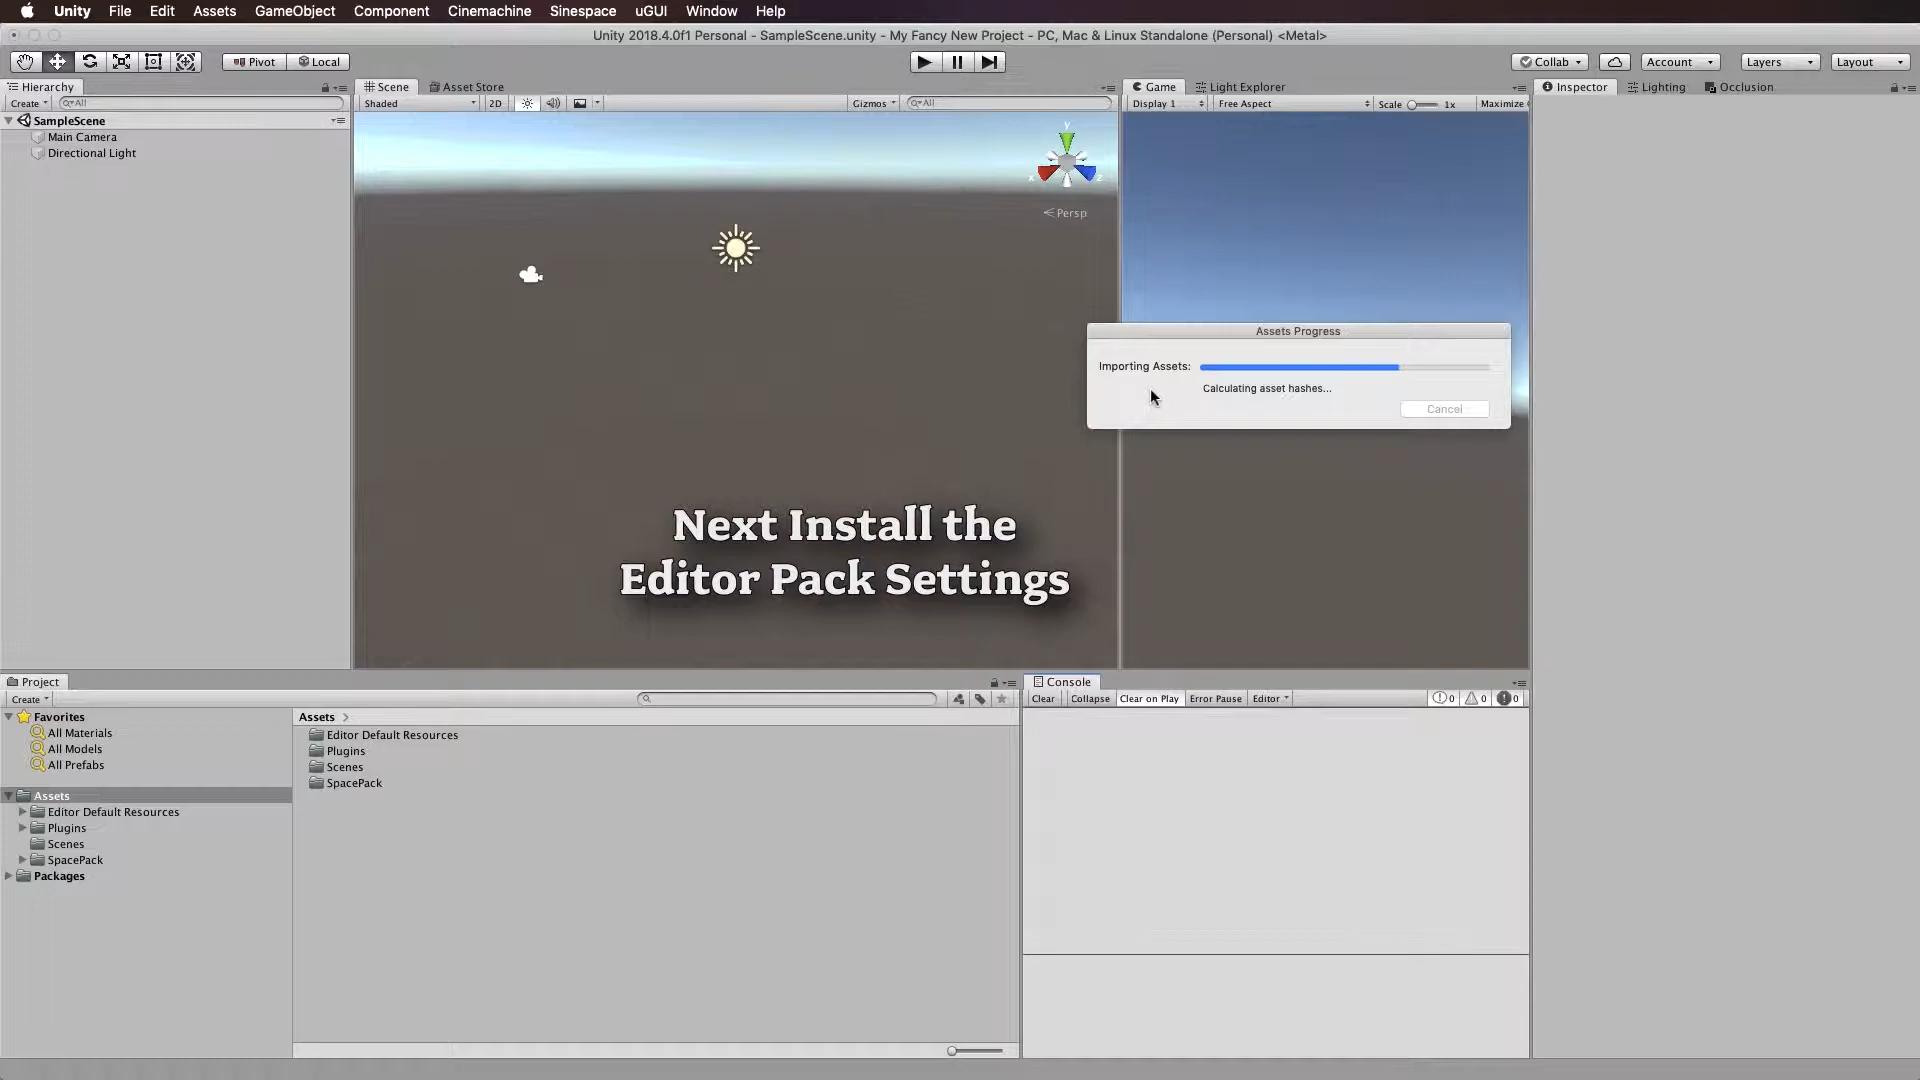 Unity File Edit Assets GameObject Component Cinemachine Sinespace uGUI Window Help
Unity 2018.4.0f1 Personal - SampleScene.unity - My Fancy New Project - PC, Mac & Linux Standalone (Personal) <Metal>
Pivot Local Collab Account Layers Layout
Hierarchy Scene Asset Store Game Light Explorer Inspector Lighting Occlusion
Create All Shaded 2D Gizmos All Display 1 Free Aspect Scale 1x Maximize
SampleScene
Main Camera
Directional Light
y
x z
Persp
Assets Progress
Importing Assets:
Calculating asset hashes...
Cancel
Next Install the
Editor Pack Settings
Project Console
Create Clear Collapse Clear on Play Error Pause Editor 0 0 0
Favorites
All Materials
All Models
All Prefabs
Assets
Editor Default Resources
Plugins
Scenes
SpacePack
Packages
Assets
Editor Default Resources
Plugins
Scenes
SpacePack